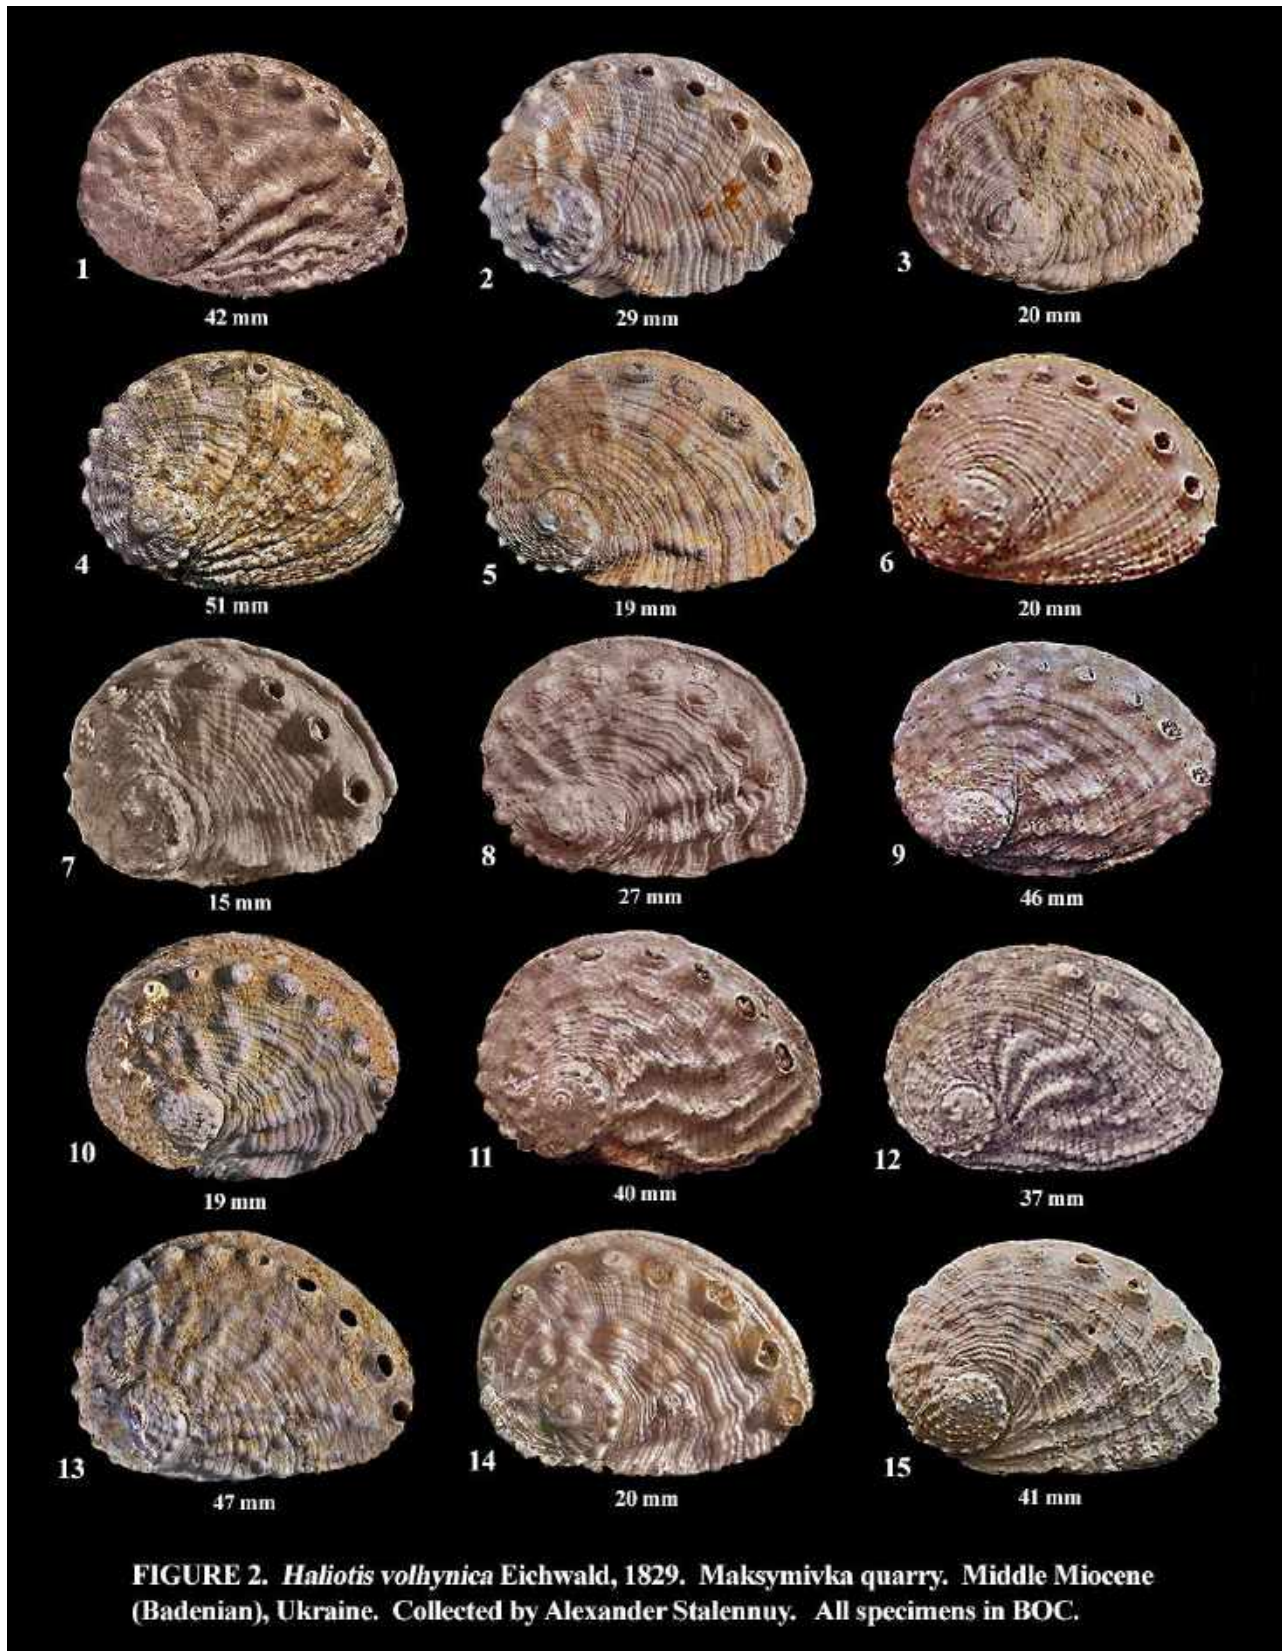 1
42 mm
2
29 mm
3
20 mm
4
51 mm
5
19 mm
6
20 mm
7
15 mm
8
27 mm
9
46 mm
10
19 mm
11
40 mm
12
37 mm
13
47 mm
14
20 mm
15
41 mm
FIGURE 2. Haliotis volhynica Eichwald, 1829. Maksymivka quarry. Middle Miocene
(Badenian), Ukraine. Collected by Alexander Stalennuy. All specimens in BOC.